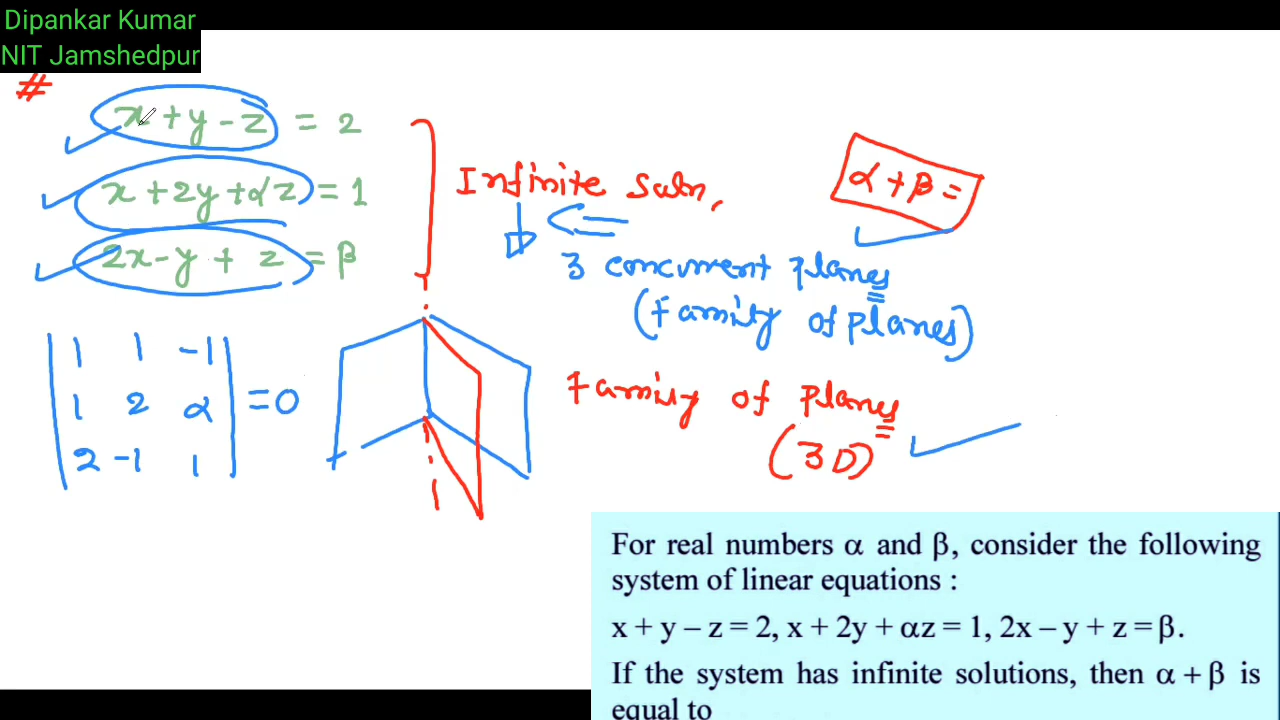 Dipankar Kumar
NIT Jamshedpur
#
x + y - z = 2
x + 2y + αz = 1
2x - y + z = β
Infinite soln,
α + β =
3 concurrent planes
(Family of planes)
| 1 1 -1 |
| 1 2 α | = 0
| 2 -1 1 |
Family of planes
(3D)
For real numbers α and β, consider the following
system of linear equations :
x + y – z = 2, x + 2y + αz = 1, 2x – y + z = β.
If the system has infinite solutions, then α + β is
equal to